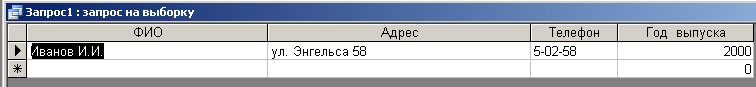 Запрос1 : запрос на выборку
ФИО Адрес Телефон Год выпуска
Иванов И.И. ул. Энгельса 58 5-02-58 2000
0